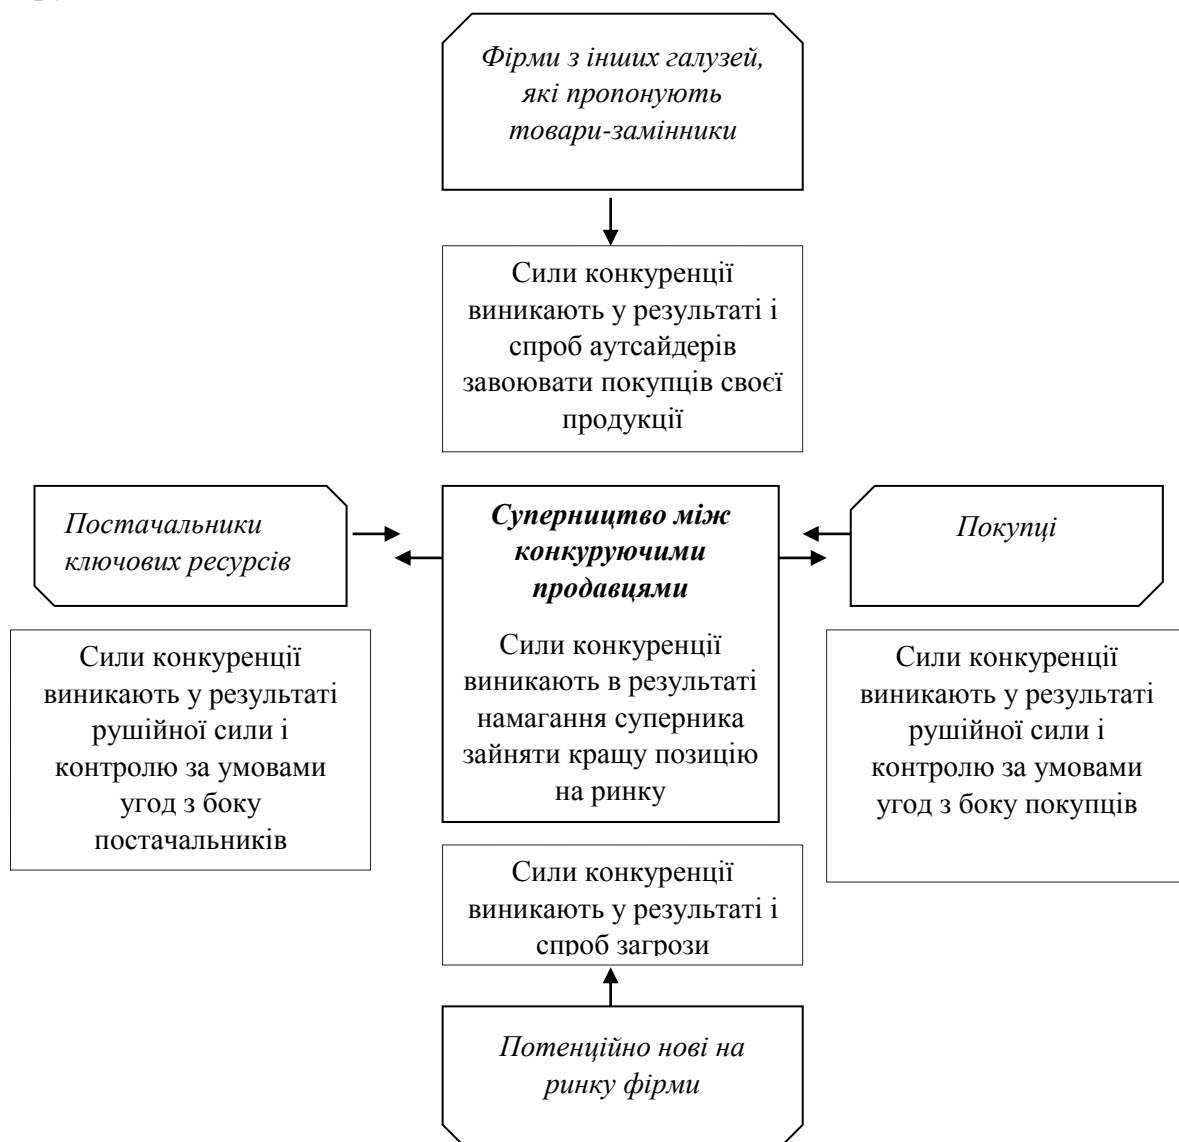 Фірми з інших галузей,
які пропонують
товари-замінники
Сили конкуренції
виникають у результаті і
спроб аутсайдерів
завоювати покупців своєї
продукції
Постачальники
ключових ресурсів
Суперництво між
конкуруючими
продавцями
Сили конкуренції
виникають в результаті
намагання суперника
зайняти кращу позицію
на ринку
Покупці
Сили конкуренції
виникають у результаті
рушійної сили і
контролю за умовами
угод з боку
постачальників
Сили конкуренції
виникають у результаті
рушійної сили і
контролю за умовами
угод з боку покупців
Сили конкуренції
виникають у результаті і
спроб загрози
Потенційно нові на
ринку фірми